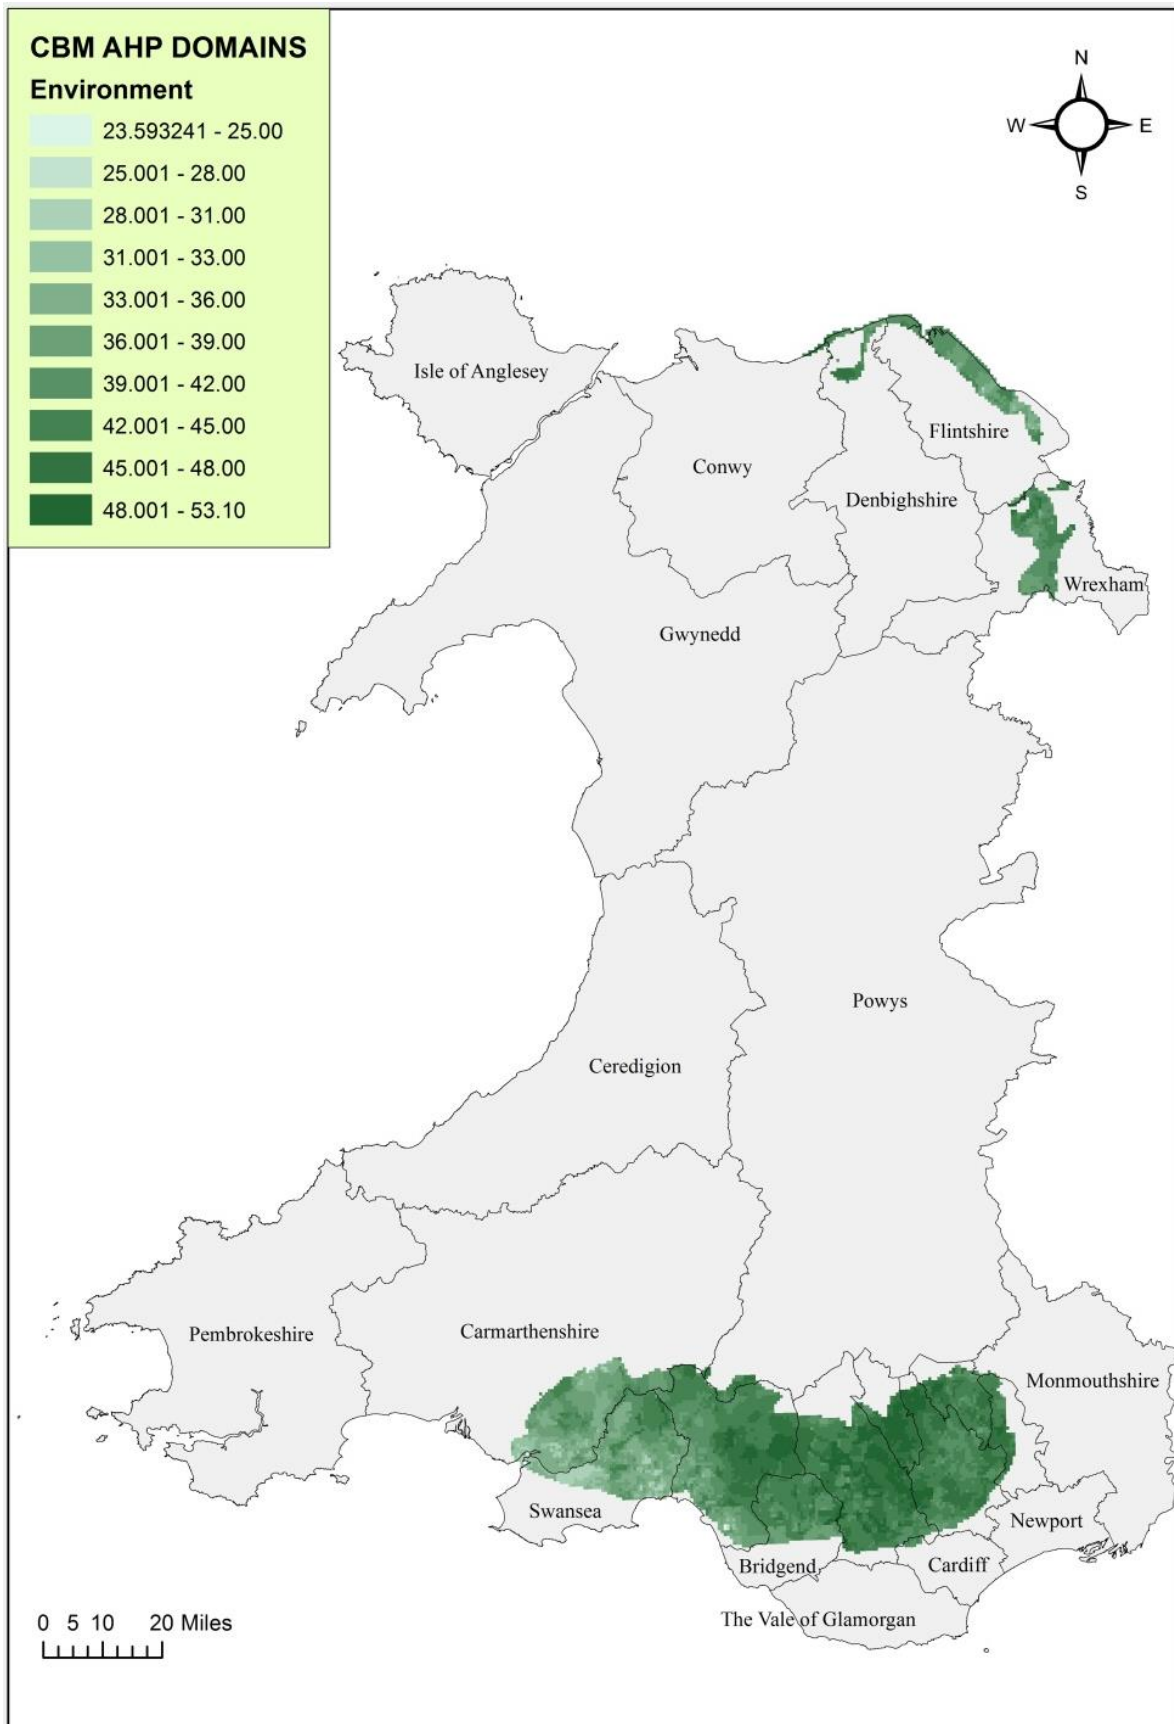 CBM AHP DOMAINS
Environment
23.593241 - 25.00
25.001 - 28.00
28.001 - 31.00
31.001 - 33.00
33.001 - 36.00
36.001 - 39.00
39.001 - 42.00
42.001 - 45.00
45.001 - 48.00
48.001 - 53.10
N
W E
S
Isle of Anglesey
Flintshire
Conwy
Denbighshire
Wrexham
Gwynedd
Powys
Ceredigion
Pembrokeshire
Carmarthenshire
Monmouthshire
Swansea
Newport
Bridgend
Cardiff
The Vale of Glamorgan
0 5 10 20 Miles